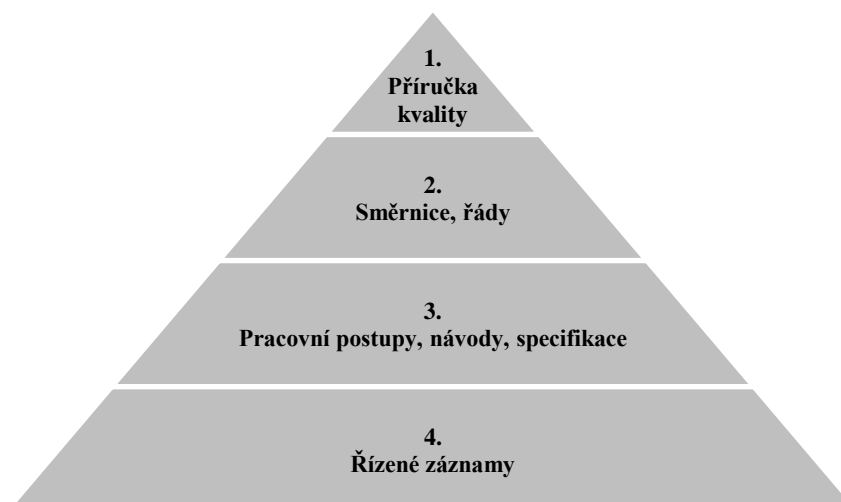 1.
Příručka
kvality
2.
Směrnice, řády
3.
Pracovní postupy, návody, specifikace
4.
Řízené záznamy